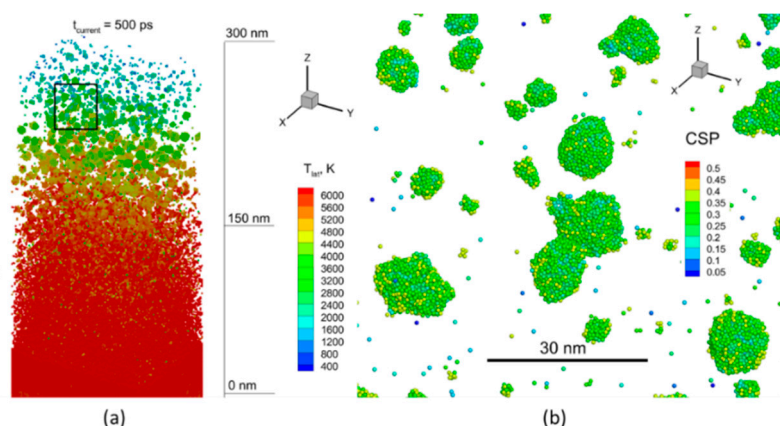 t_current = 500 ps
300 nm
150 nm
0 nm
Z
X
Y
T_lat, K
6000
5600
5200
4800
4400
4000
3600
3200
2800
2400
2000
1600
1200
800
400
(a)
Z
X
Y
CSP
0.5
0.45
0.4
0.35
0.3
0.25
0.2
0.15
0.1
0.05
30 nm
(b)